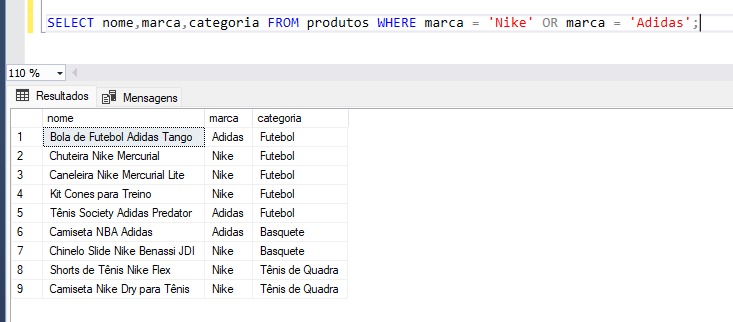 SELECT nome,marca,categoria FROM produtos WHERE marca = 'Nike' OR marca = 'Adidas';
110 %
Resultados Mensagens
nome marca categoria
1 Bola de Futebol Adidas Tango Adidas Futebol
2 Chuteira Nike Mercurial Nike Futebol
3 Caneleira Nike Mercurial Lite Nike Futebol
4 Kit Cones para Treino Nike Futebol
5 Tênis Society Adidas Predator Adidas Futebol
6 Camiseta NBA Adidas Adidas Basquete
7 Chinelo Slide Nike Benassi JDI Nike Basquete
8 Shorts de Tênis Nike Flex Nike Tênis de Quadra
9 Camiseta Nike Dry para Tênis Nike Tênis de Quadra